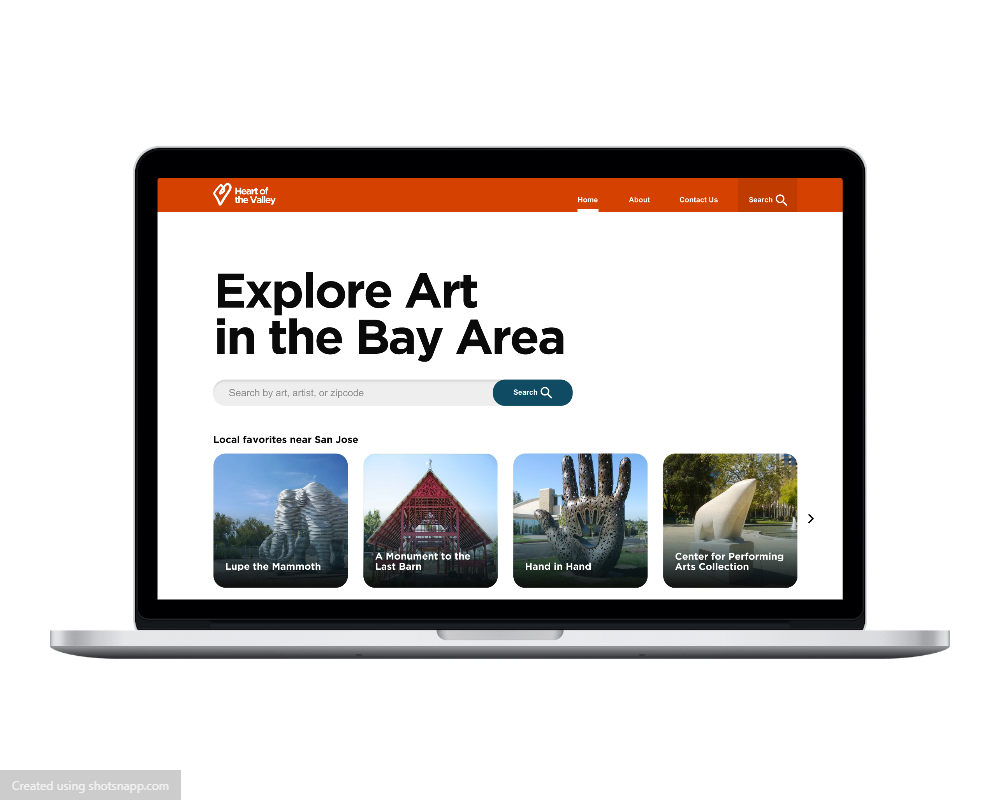 Heart of
the Valley
Home
About
Contact Us
Search
Explore Art
in the Bay Area
Search by art, artist, or zipcode
Search
Local favorites near San Jose
Lupe the Mammoth
A Monument to the
Last Barn
Hand in Hand
Center for Performing
Arts Collection
Created using shotsnapp.com